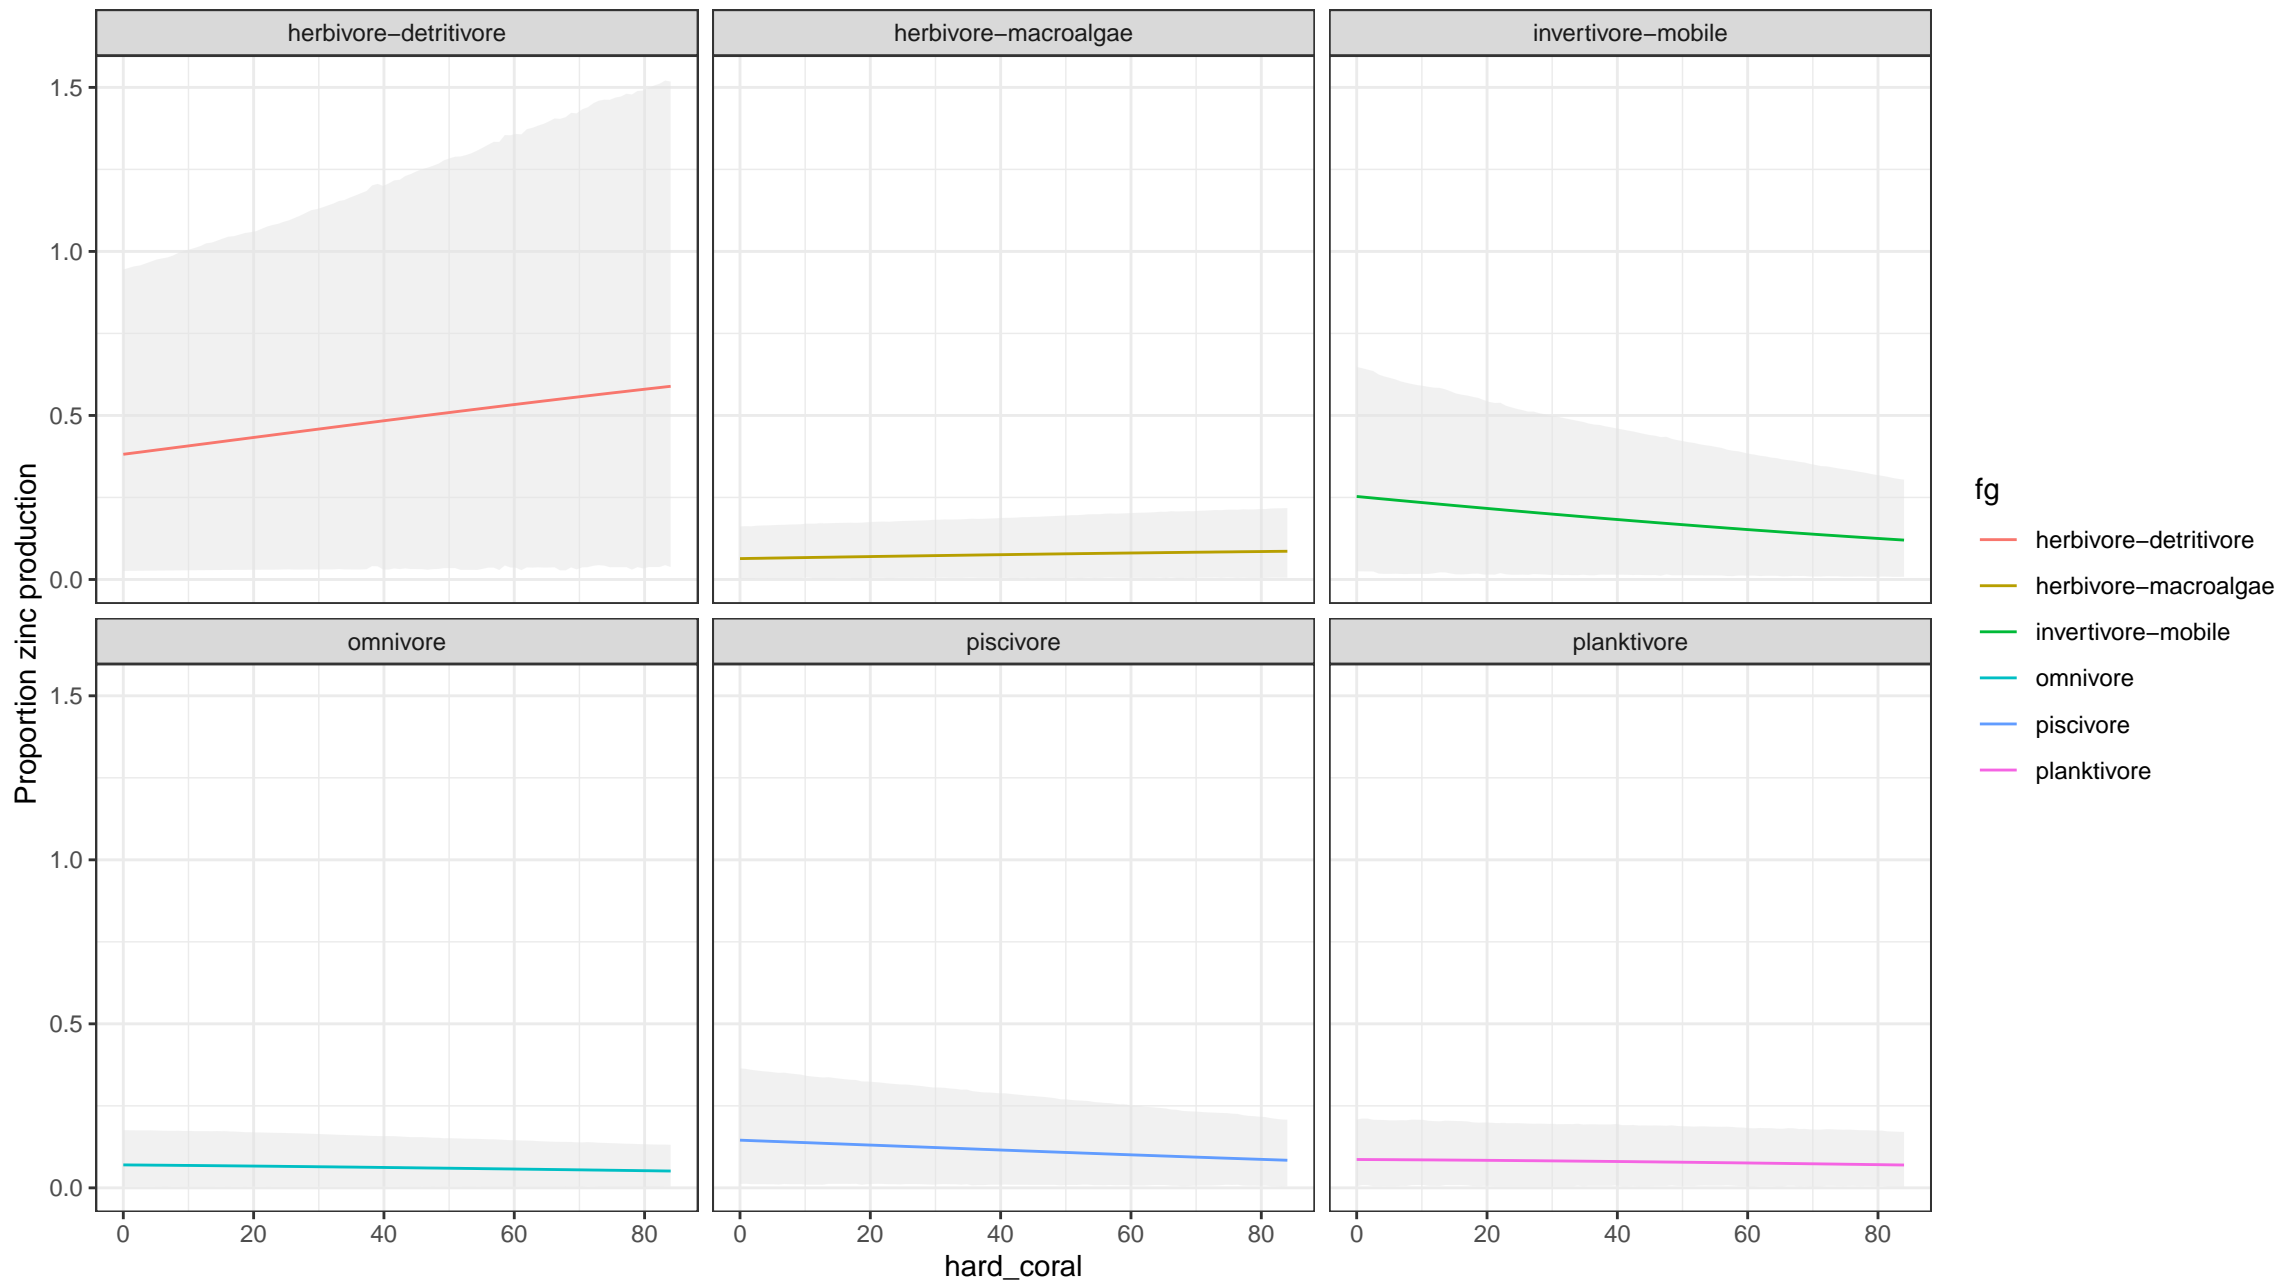 herbivore−detritivore
herbivore−macroalgae
invertivore−mobile
1.5
1.0
0.5
0.0
omnivore
piscivore
planktivore
1.5
1.0
0.5
0.0
0 20 40 60 80
0 20 40 60 80
0 20 40 60 80
hard_coral
Proportion zinc production
fg
herbivore−detritivore
herbivore−macroalgae
invertivore−mobile
omnivore
piscivore
planktivore